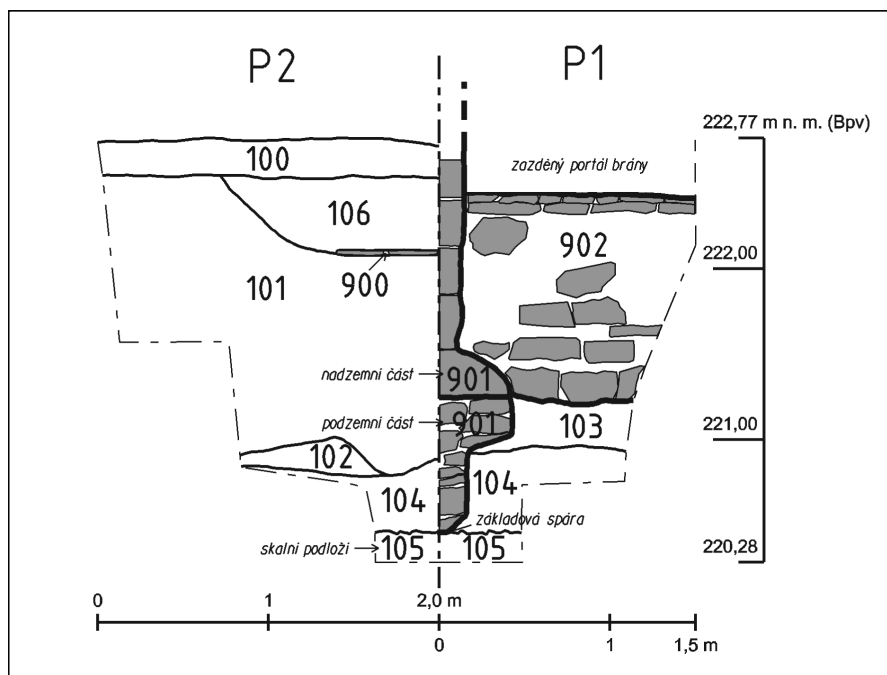 P2
P1
222,77 m n. m. (Bpv)
100
zazděný portál brány
106
902
222,00
101
900
nadzemní část
901
podzemní část
901
103
221,00
102
104
104
základová spára
skalní podloží
105
105
220,28
0
1
2,0 m
0
1
1,5 m